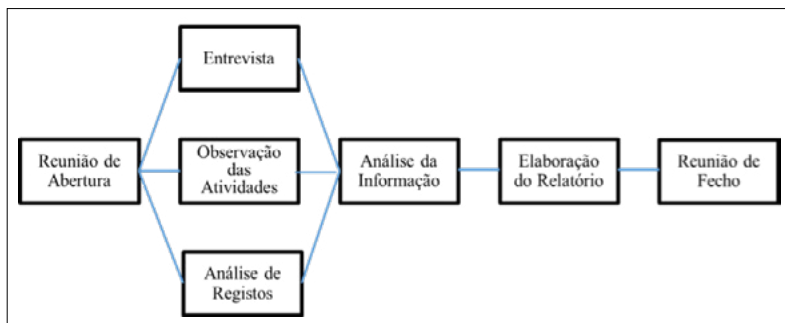 Entrevista
Reunião de
Abertura
Observação
das
Atividades
Análise de
Registos
Análise da
Informação
Elaboração
do Relatório
Reunião de
Fecho